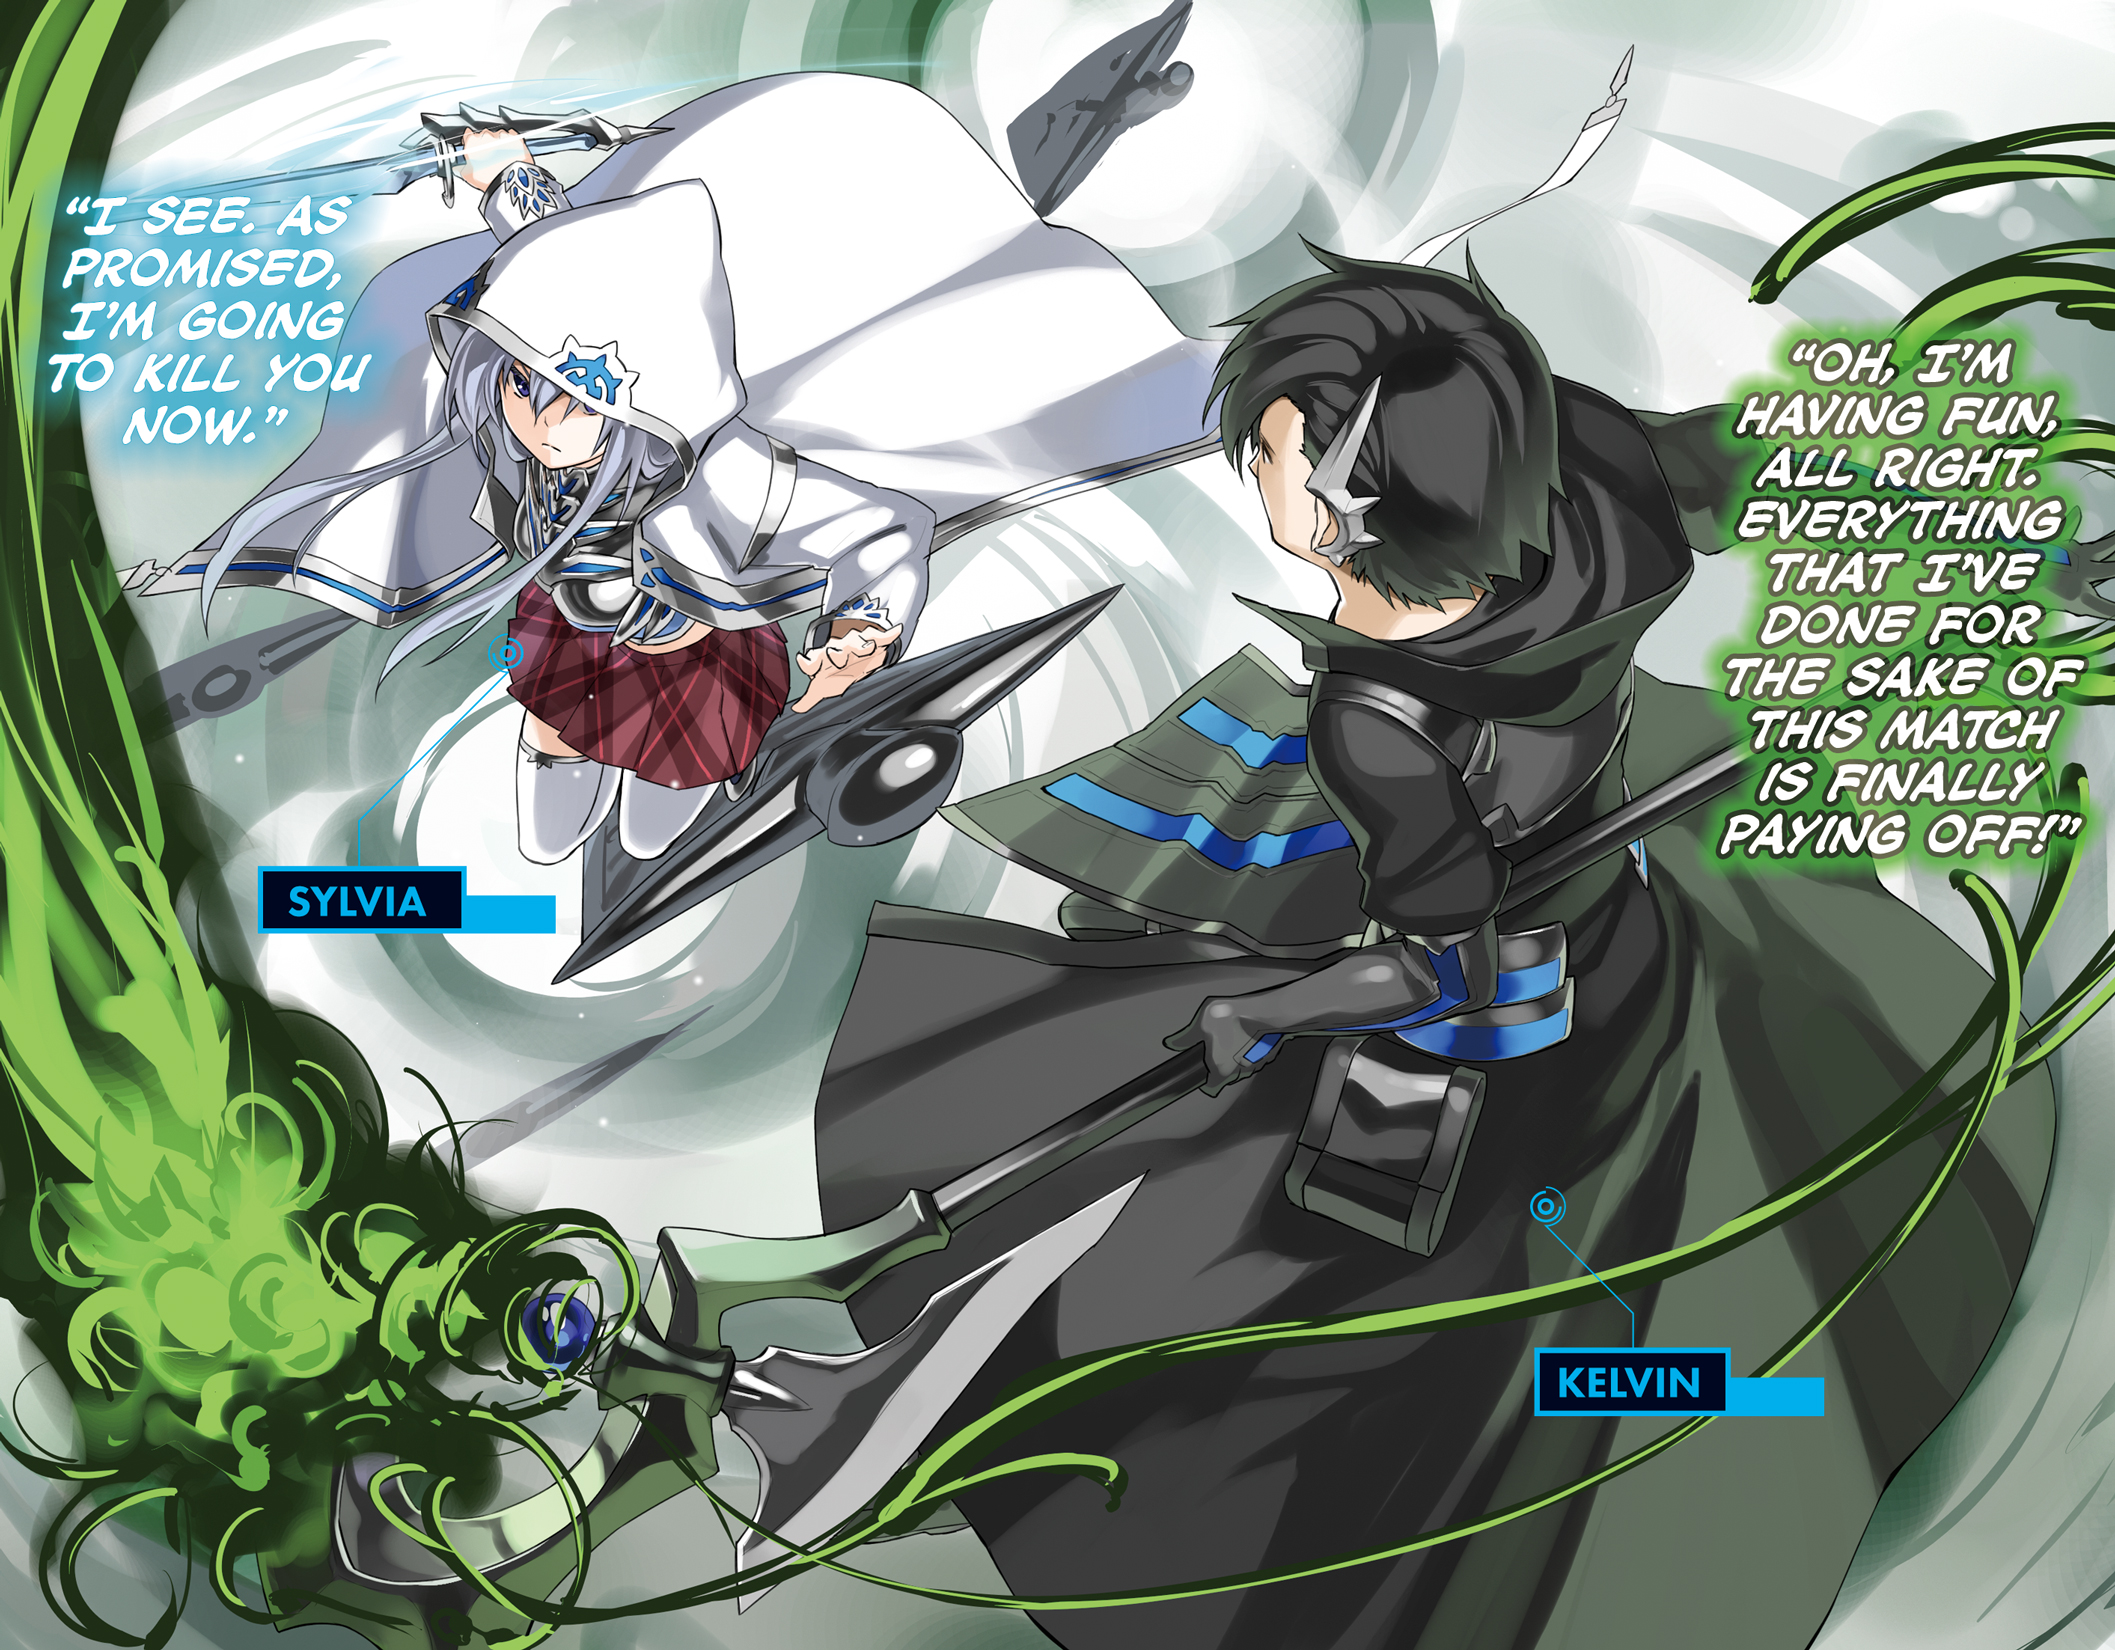 “I SEE. AS
PROMISED,
I’M GOING
TO KILL YOU
NOW.”
SYLVIA
“OH, I’M
HAVING FUN,
ALL RIGHT.
EVERYTHING
THAT I’VE
DONE FOR
THE SAKE OF
THIS MATCH
IS FINALLY
PAYING OFF!”
KELVIN